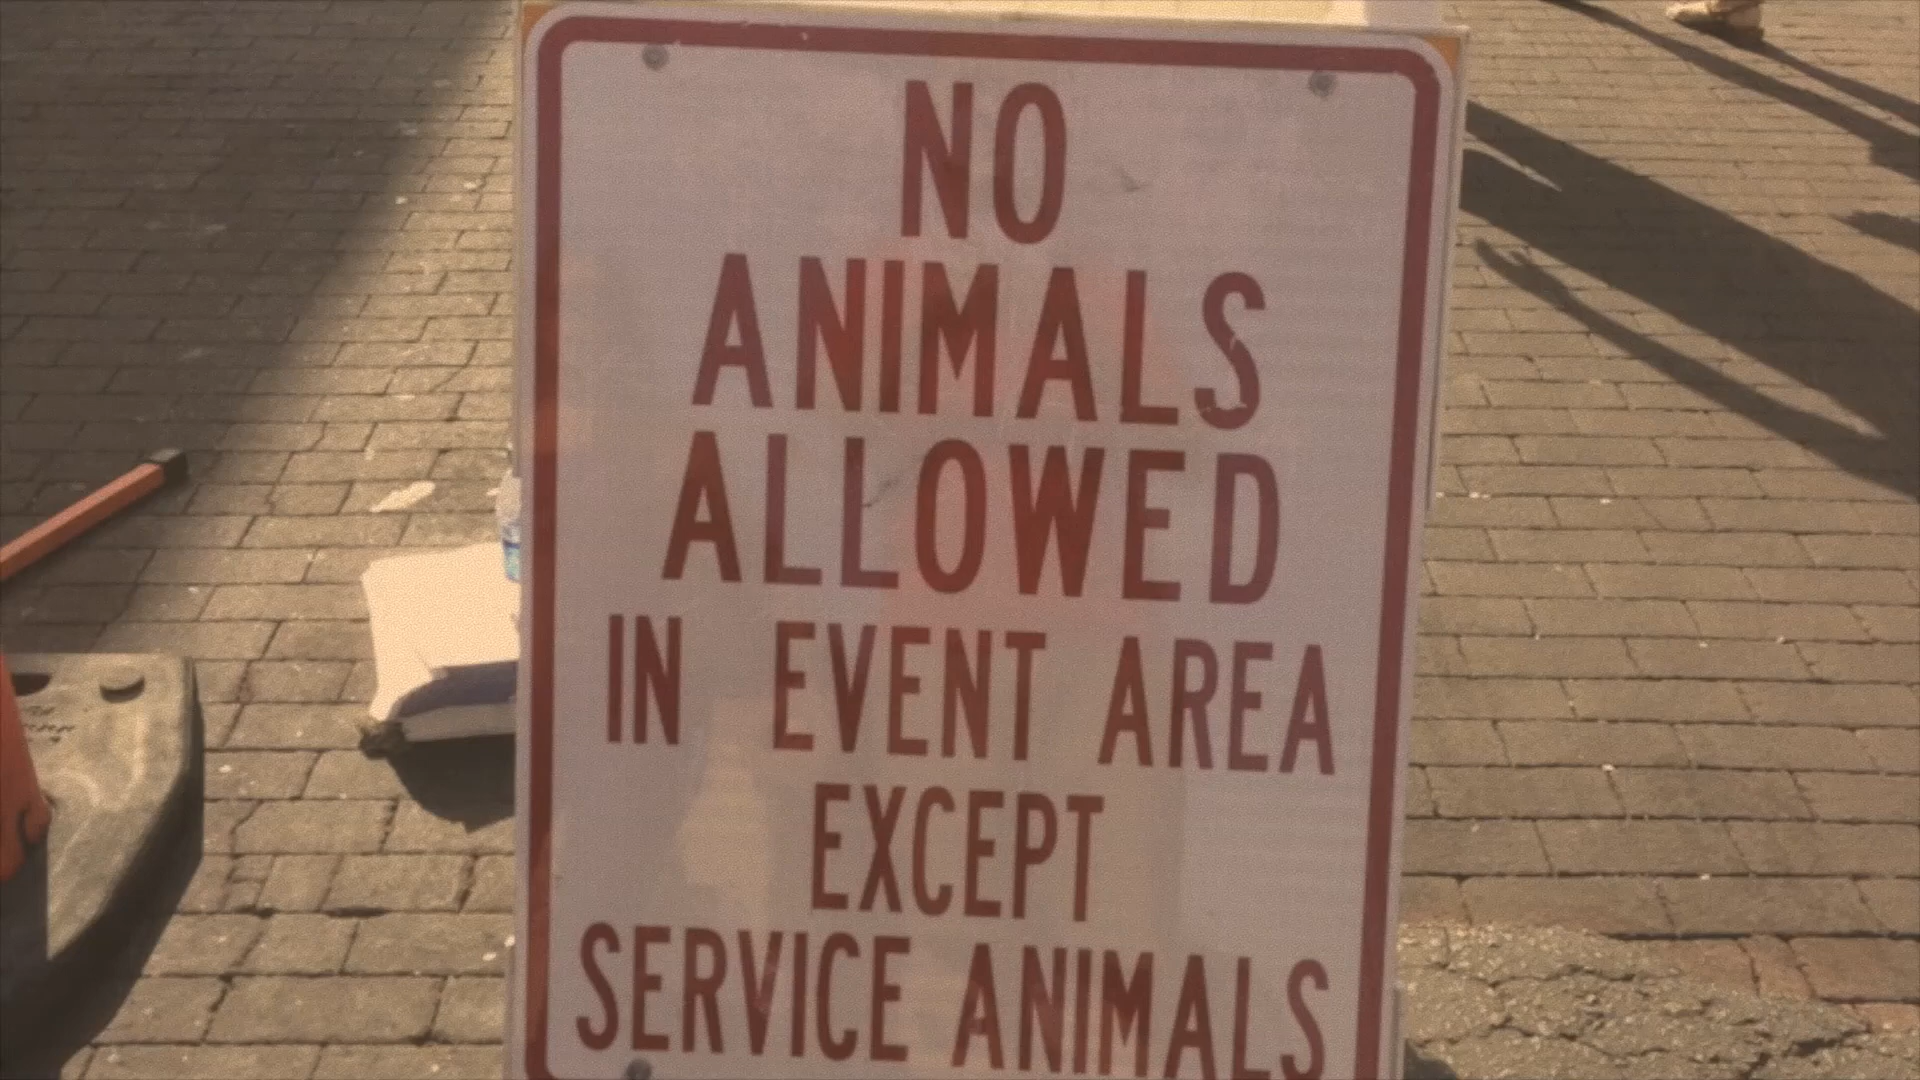 NO
ANIMALS
ALLOWED
IN EVENT AREA
EXCEPT
SERVICE ANIMALS